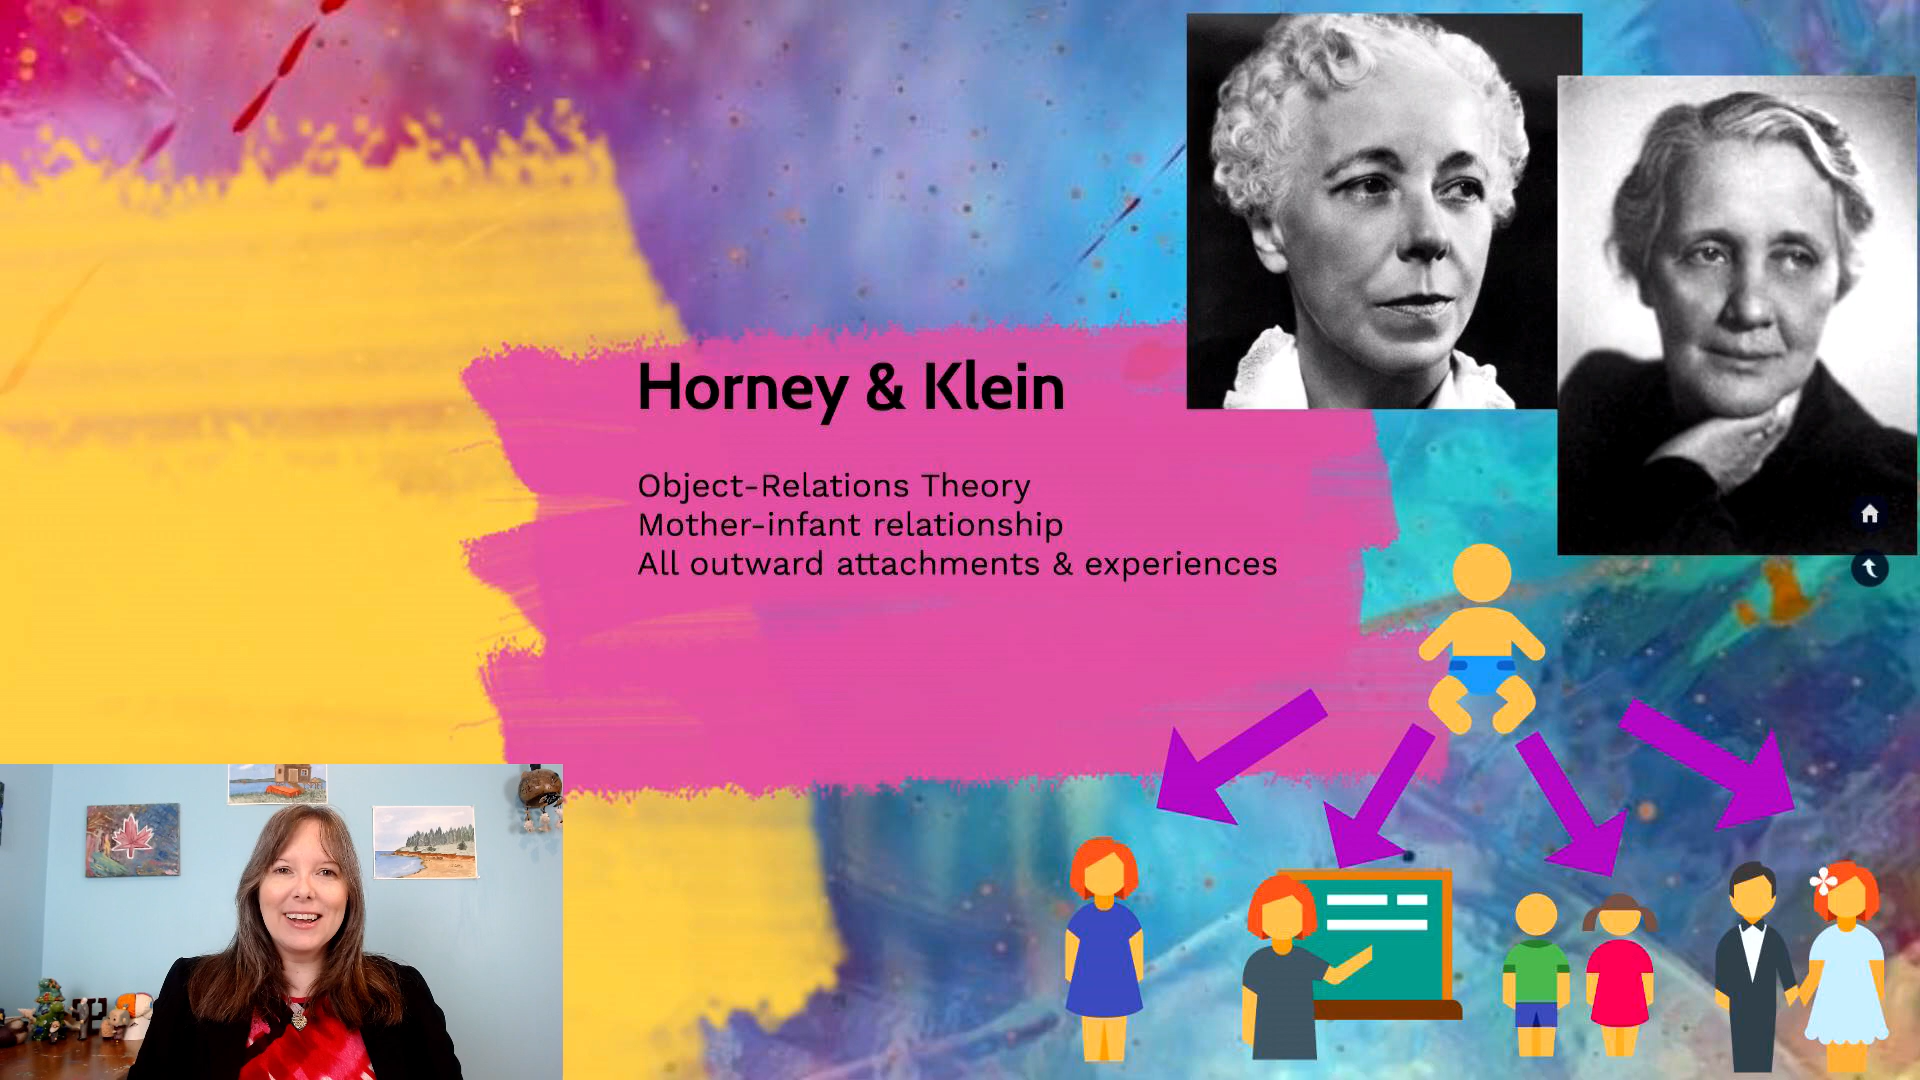 Horney & Klein
Object-Relations Theory
Mother-infant relationship
All outward attachments & experiences